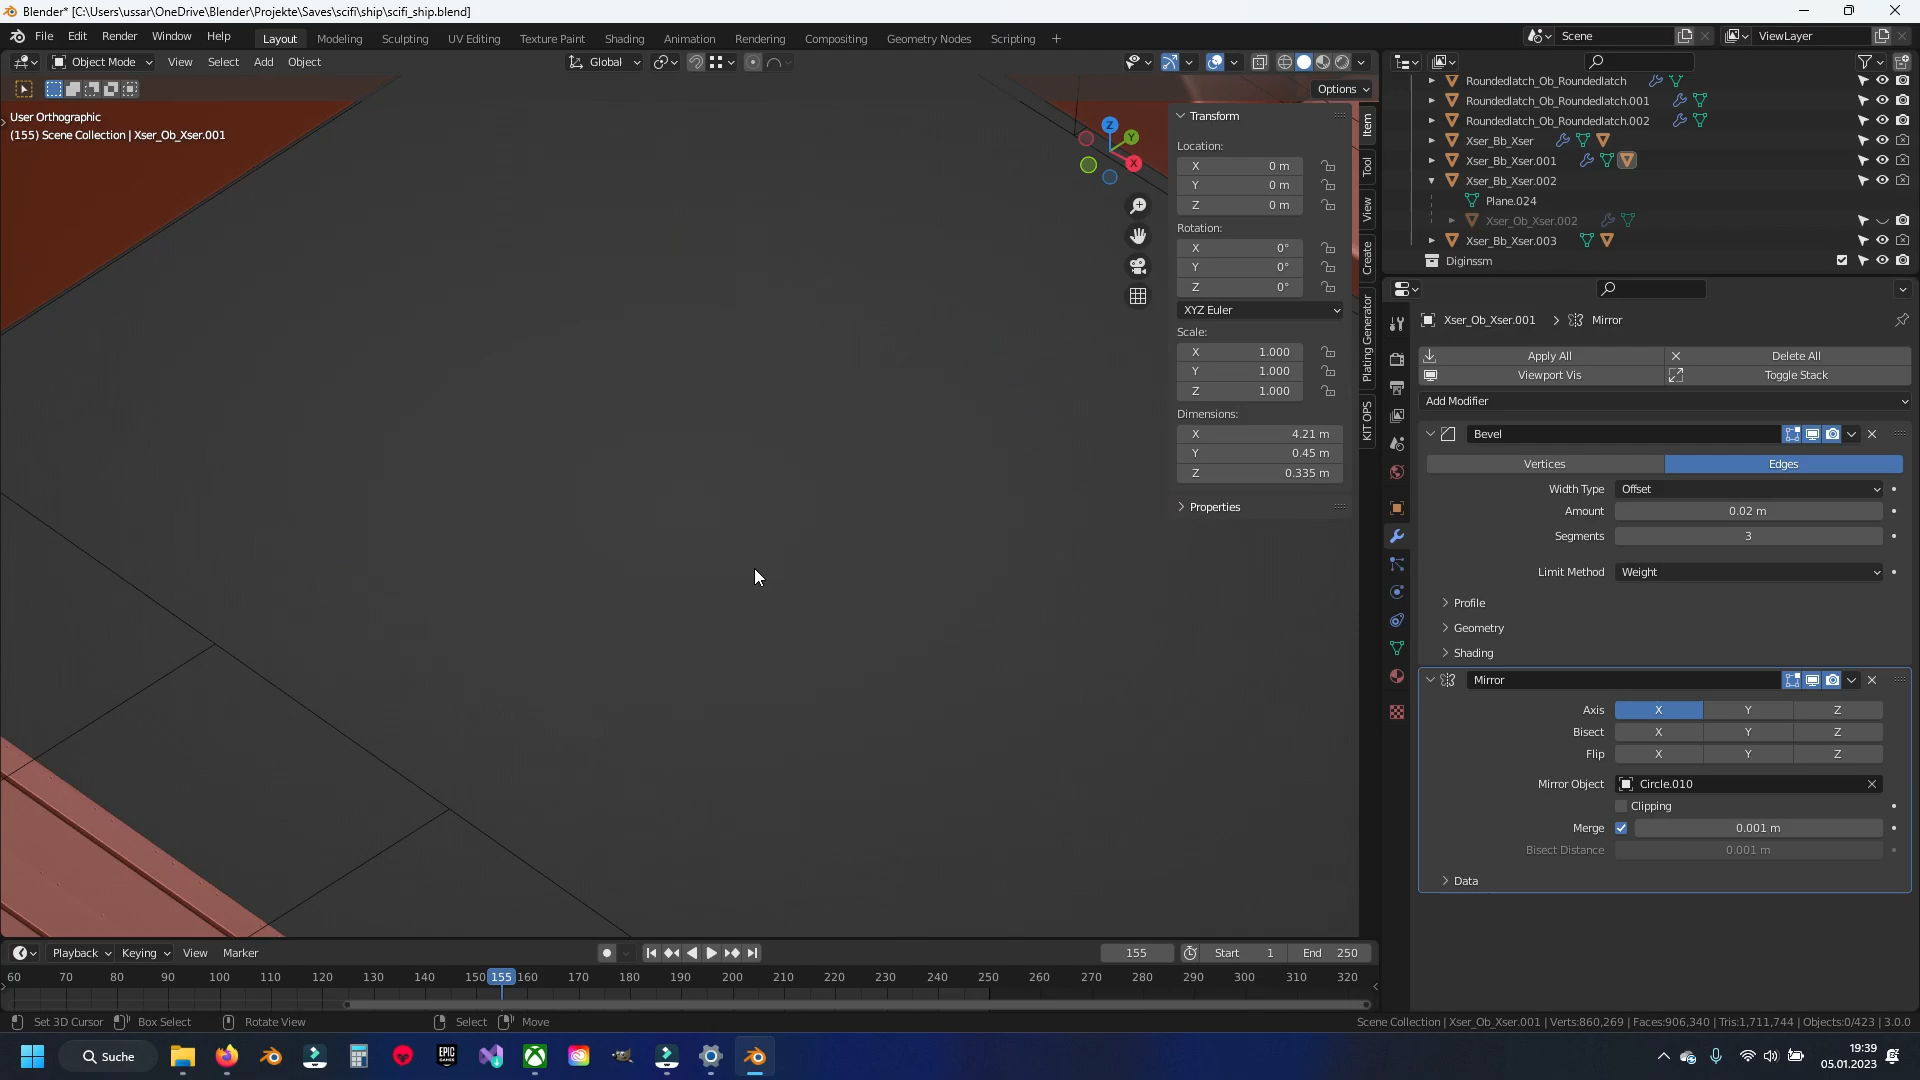 Blender* [C:\Users\ussar\OneDrive\Blender\Projekte\Saves\scifi\ship\scifi_ship.blend]
File Edit Render Window Help Layout Modeling Sculpting UV Editing Texture Paint Shading Animation Rendering Compositing Geometry Nodes Scripting + Scene ViewLayer
Object Mode View Select Add Object Global
Options
User Orthographic
(155) Scene Collection | Xser_Ob_Xser.001
Z
Y
X
Transform
Location:
X 0 m
Y 0 m
Z 0 m
Rotation:
X 0°
Y 0°
Z 0°
XYZ Euler
Scale:
X 1.000
Y 1.000
Z 1.000
Dimensions:
X 4.21 m
Y 0.45 m
Z 0.335 m
Properties
Item
Tool
View
Create
Plating Generator
KIT OPS
Roundedlatch_Ob_Roundedlatch
Roundedlatch_Ob_Roundedlatch.001
Roundedlatch_Ob_Roundedlatch.002
Xser_Bb_Xser
Xser_Bb_Xser.001
Xser_Bb_Xser.002
Plane.024
Xser_Ob_Xser.002
Xser_Bb_Xser.003
Diginssm
Xser_Ob_Xser.001 > Mirror
Apply All Delete All
Viewport Vis Toggle Stack
Add Modifier
Bevel
Vertices Edges
Width Type Offset
Amount 0.02 m
Segments 3
Limit Method Weight
Profile
Geometry
Shading
Mirror
Axis X Y Z
Bisect X Y Z
Flip X Y Z
Mirror Object Circle.010
Clipping
Merge 0.001 m
Bisect Distance 0.001 m
Data
Playback Keying View Marker 155 Start 1 End 250
60 70 80 90 100 110 120 130 140 150 155 160 170 180 190 200 210 220 230 240 250 260 270 280 290 300 310 320
Set 3D Cursor Box Select Rotate View Select Move
Scene Collection | Xser_Ob_Xser.001 | Verts:860,269 | Faces:906,340 | Tris:1,711,744 | Objects:0/423 | 3.0.0
Suche
EPIC GAMES
19:39
05.01.2023